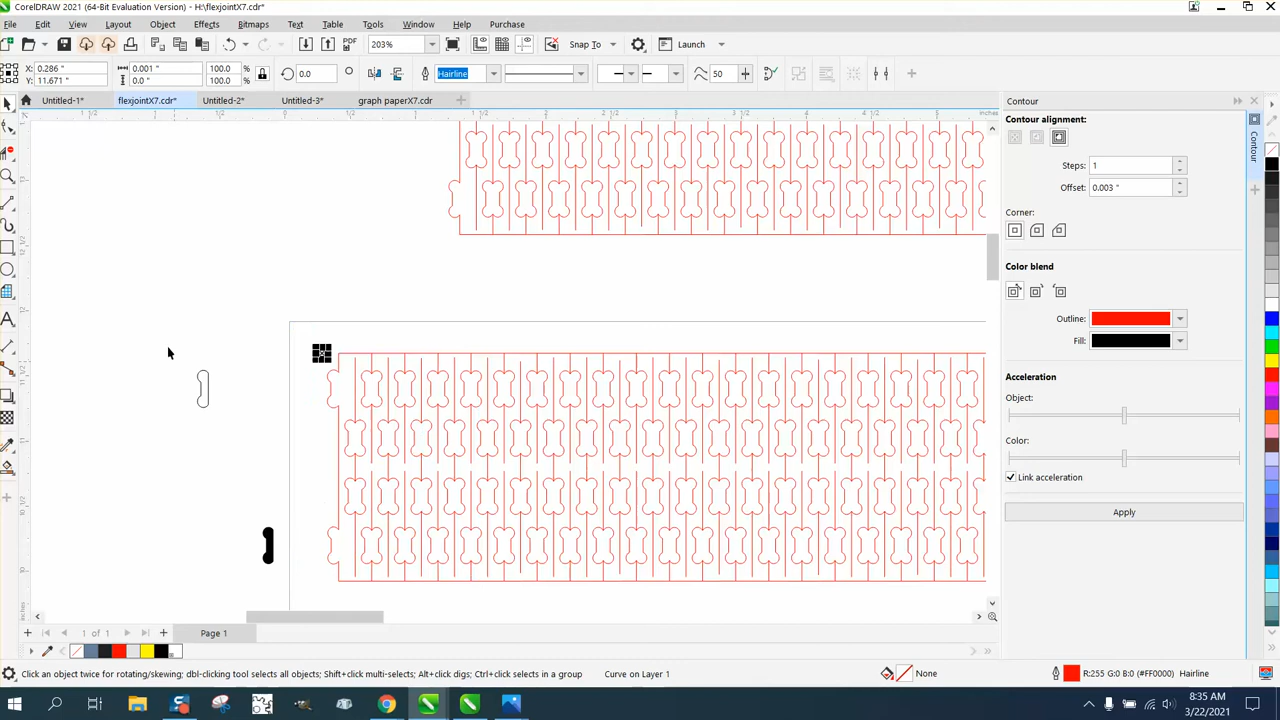 CorelDRAW 2021 (64-Bit Evaluation Version) - H:\flexjointX7.cdr*
File Edit View Layout Object Effects Bitmaps Text Table Tools Window Help Purchase
203% PDF Snap To Launch
X: 0.286 " 0.001 " 100.0 % 0.0 Hairline 50
Y: 11.671 " 0.0 " 100.0 %
Untitled-1* flexjointX7.cdr* Untitled-2* Untitled-3* graph paperX7.cdr
inches
Contour
Contour alignment:
Steps: 1
Offset: 0.003 "
Corner:
Color blend
Outline:
Fill:
Acceleration
Object:
Color:
Link acceleration
Apply
Contour
1 of 1 Page 1
Click an object twice for rotating/skewing; dbl-clicking tool selects all objects; Shift+click multi-selects; Alt+click digs; Ctrl+click selects in a group Curve on Layer 1 None R:255 G:0 B:0 (#FF0000) Hairline
8:35 AM
3/22/2021